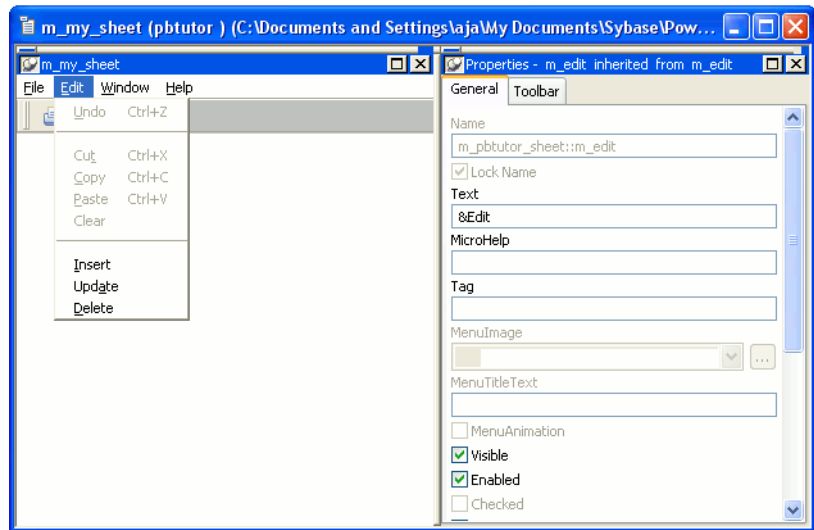 m_my_sheet (pbtutor ) (C:\Documents and Settings\aja\My Documents\Sybase\Pow...
m_my_sheet
File Edit Window Help
Undo Ctrl+Z
Cut Ctrl+X
Copy Ctrl+C
Paste Ctrl+V
Clear
Insert
Update
Delete
Properties - m_edit inherited from m_edit
General Toolbar
Name
m_pbtutor_sheet::m_edit
Lock Name
Text
&Edit
MicroHelp
Tag
MenuImage
...
MenuTitleText
MenuAnimation
Visible
Enabled
Checked